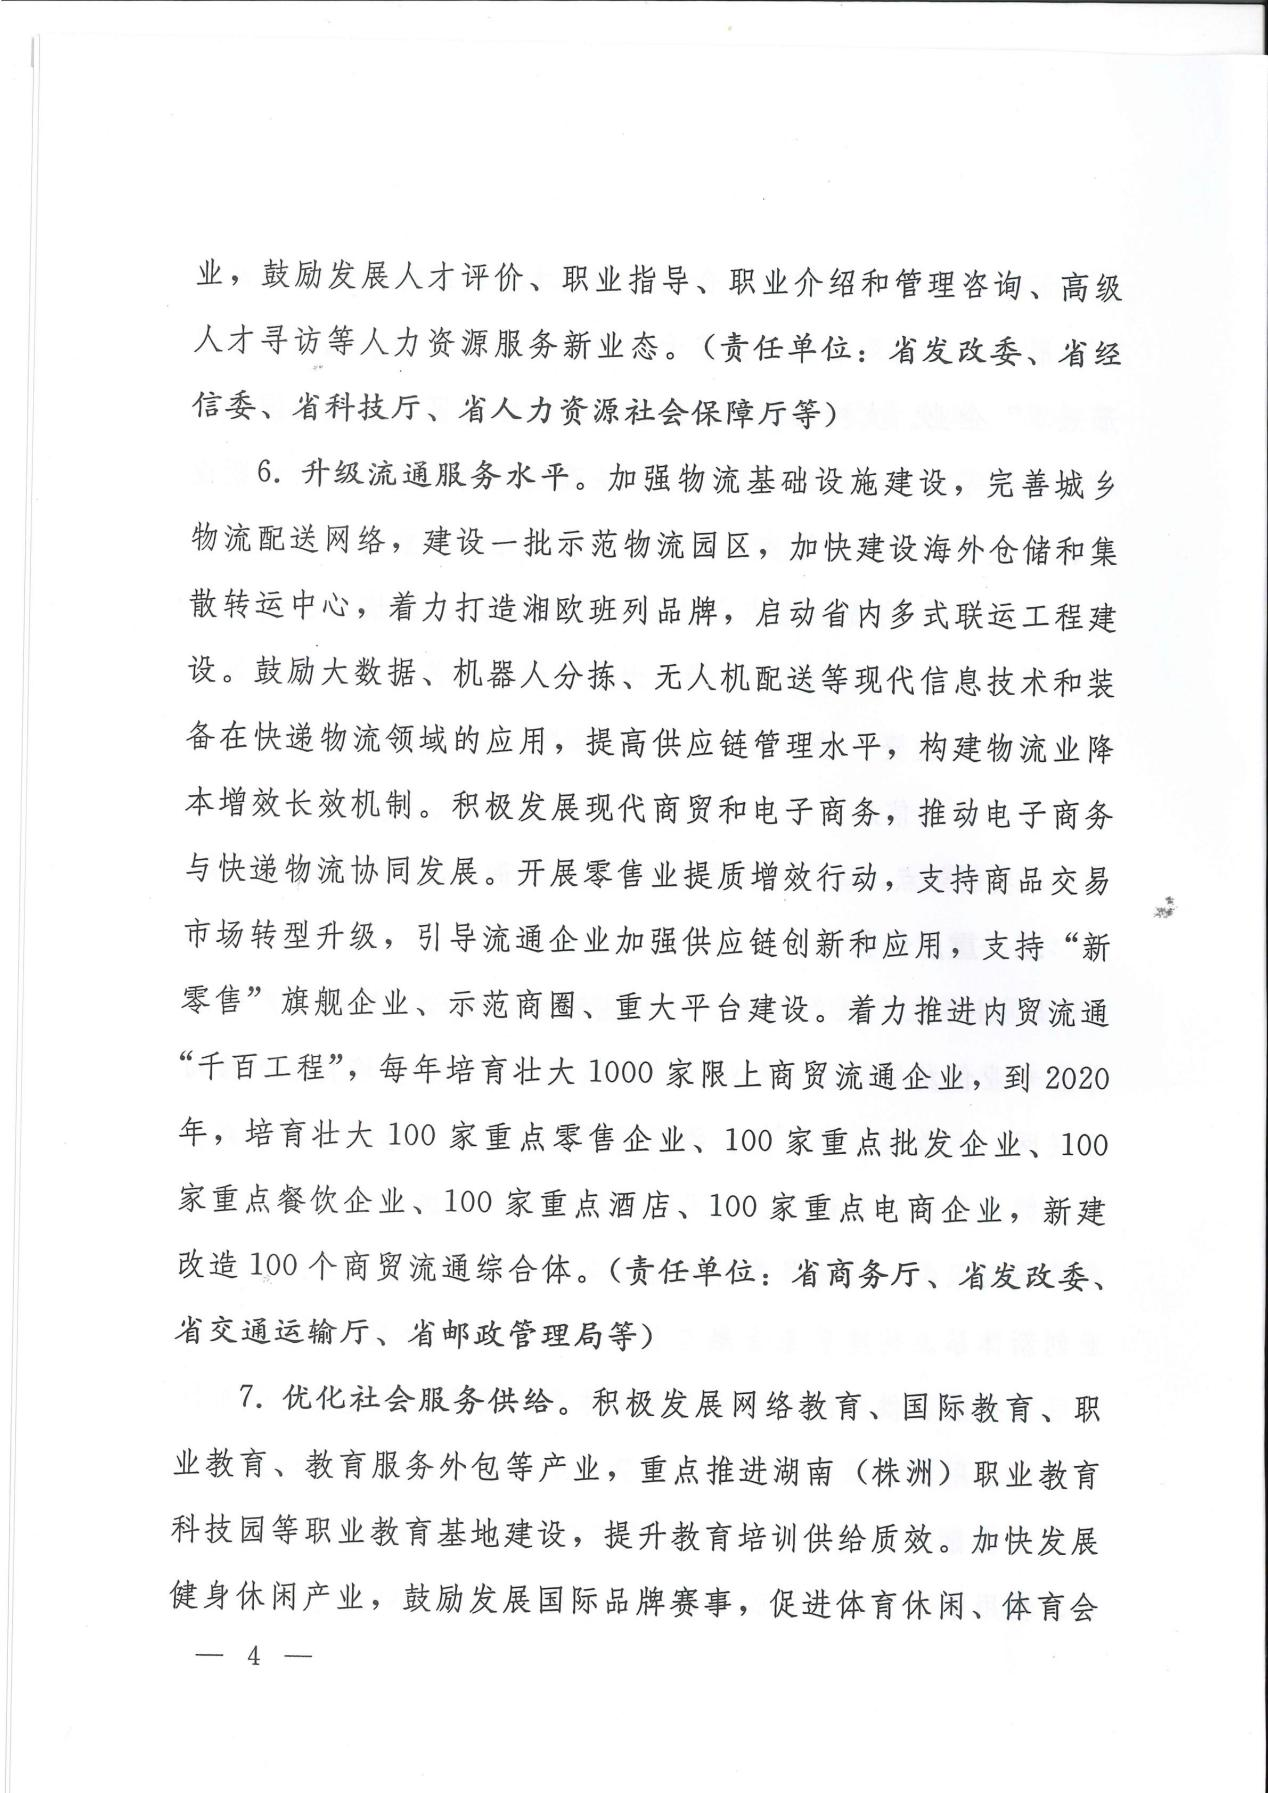 业，鼓励发展人才评价、职业指导、职业介绍和管理咨询、高级
人才寻访等人力资源服务新业态。（责任单位：省发改委、省经
信委、省科技厅、省人力资源社会保障厅等）
6. 升级流通服务水平。加强物流基础设施建设，完善城乡
物流配送网络，建设一批示范物流园区，加快建设海外仓储和集
散转运中心，着力打造湘欧班列品牌，启动省内多式联运工程建
设。鼓励大数据、机器人分拣、无人机配送等现代信息技术和装
备在快递物流领域的应用，提高供应链管理水平，构建物流业降
本增效长效机制。积极发展现代商贸和电子商务，推动电子商务
与快递物流协同发展。开展零售业提质增效行动，支持商品交易
市场转型升级，引导流通企业加强供应链创新和应用，支持“新
零售”旗舰企业、示范商圈、重大平台建设。着力推进内贸流通
“千百工程”，每年培育壮大 1000 家限上商贸流通企业，到 2020
年，培育壮大 100 家重点零售企业、100 家重点批发企业、100
家重点餐饮企业、100 家重点酒店、100 家重点电商企业，新建
改造 100 个商贸流通综合体。（责任单位：省商务厅、省发改委、
省交通运输厅、省邮政管理局等）
7. 优化社会服务供给。积极发展网络教育、国际教育、职
业教育、教育服务外包等产业，重点推进湖南（株洲）职业教育
科技园等职业教育基地建设，提升教育培训供给质效。加快发展
健身休闲产业，鼓励发展国际品牌赛事，促进体育休闲、体育会
— 4 —